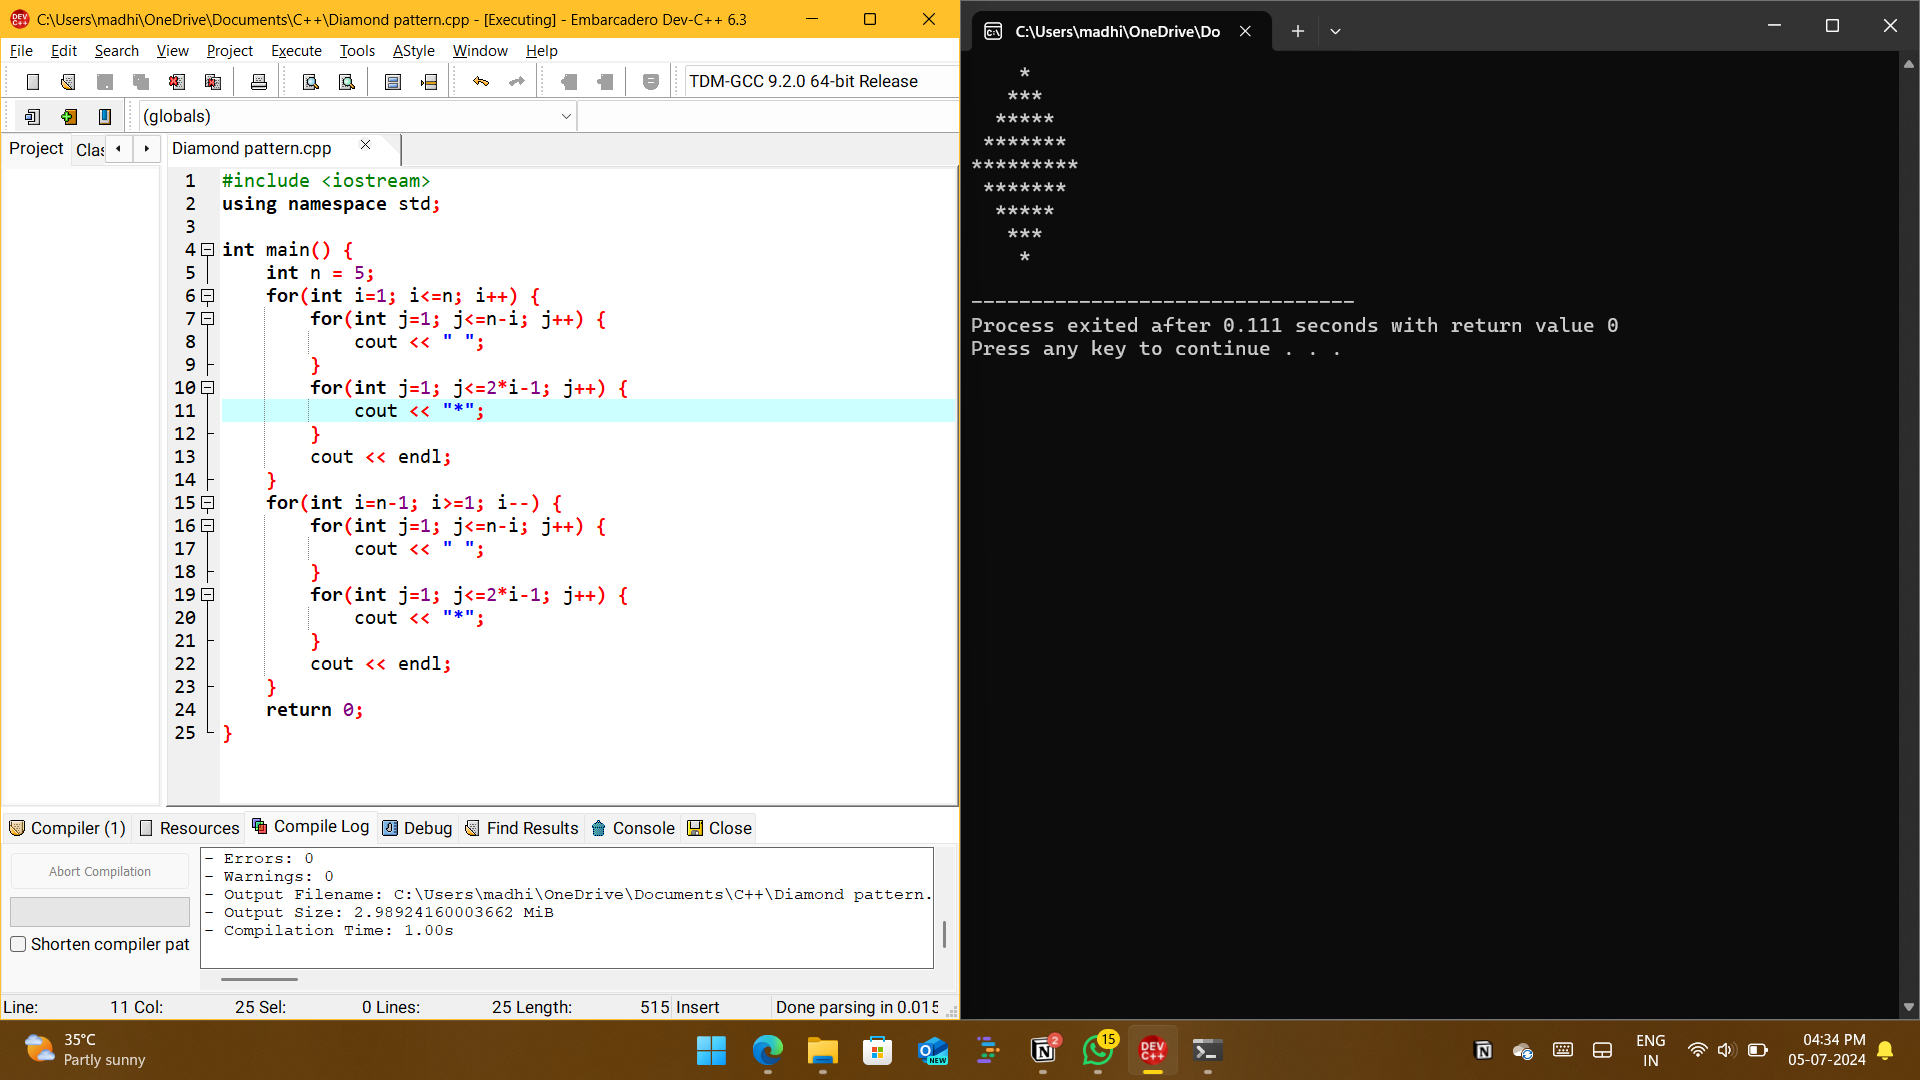 C:\Users\madhi\OneDrive\Documents\C++\Diamond pattern.cpp - [Executing] - Embarcadero Dev-C++ 6.3
File Edit Search View Project Execute Tools AStyle Window Help
TDM-GCC 9.2.0 64-bit Release
(globals)
Project Clas
Diamond pattern.cpp
1 #include <iostream>
2 using namespace std;
3
4 int main() {
5     int n = 5;
6     for(int i=1; i<=n; i++) {
7         for(int j=1; j<=n-i; j++) {
8             cout << " ";
9         }
10         for(int j=1; j<=2*i-1; j++) {
11             cout << "*";
12         }
13         cout << endl;
14     }
15     for(int i=n-1; i>=1; i--) {
16         for(int j=1; j<=n-i; j++) {
17             cout << " ";
18         }
19         for(int j=1; j<=2*i-1; j++) {
20             cout << "*";
21         }
22         cout << endl;
23     }
24     return 0;
25 }
Compiler (1) Resources Compile Log Debug Find Results Console Close
Abort Compilation
Shorten compiler pat
- Errors: 0
- Warnings: 0
- Output Filename: C:\Users\madhi\OneDrive\Documents\C++\Diamond pattern.
- Output Size: 2.98924160003662 MiB
- Compilation Time: 1.00s
Line: 11 Col: 25 Sel: 0 Lines: 25 Length: 515 Insert Done parsing in 0.015
C:\Users\madhi\OneDrive\Do
    *
   ***
  *****
 *******
*********
 *******
  *****
   ***
    *
--------------------------------
Process exited after 0.111 seconds with return value 0
Press any key to continue . . .
35°C
Partly sunny
NEW
2
15
DEV
C++
ENG
IN
04:34 PM
05-07-2024